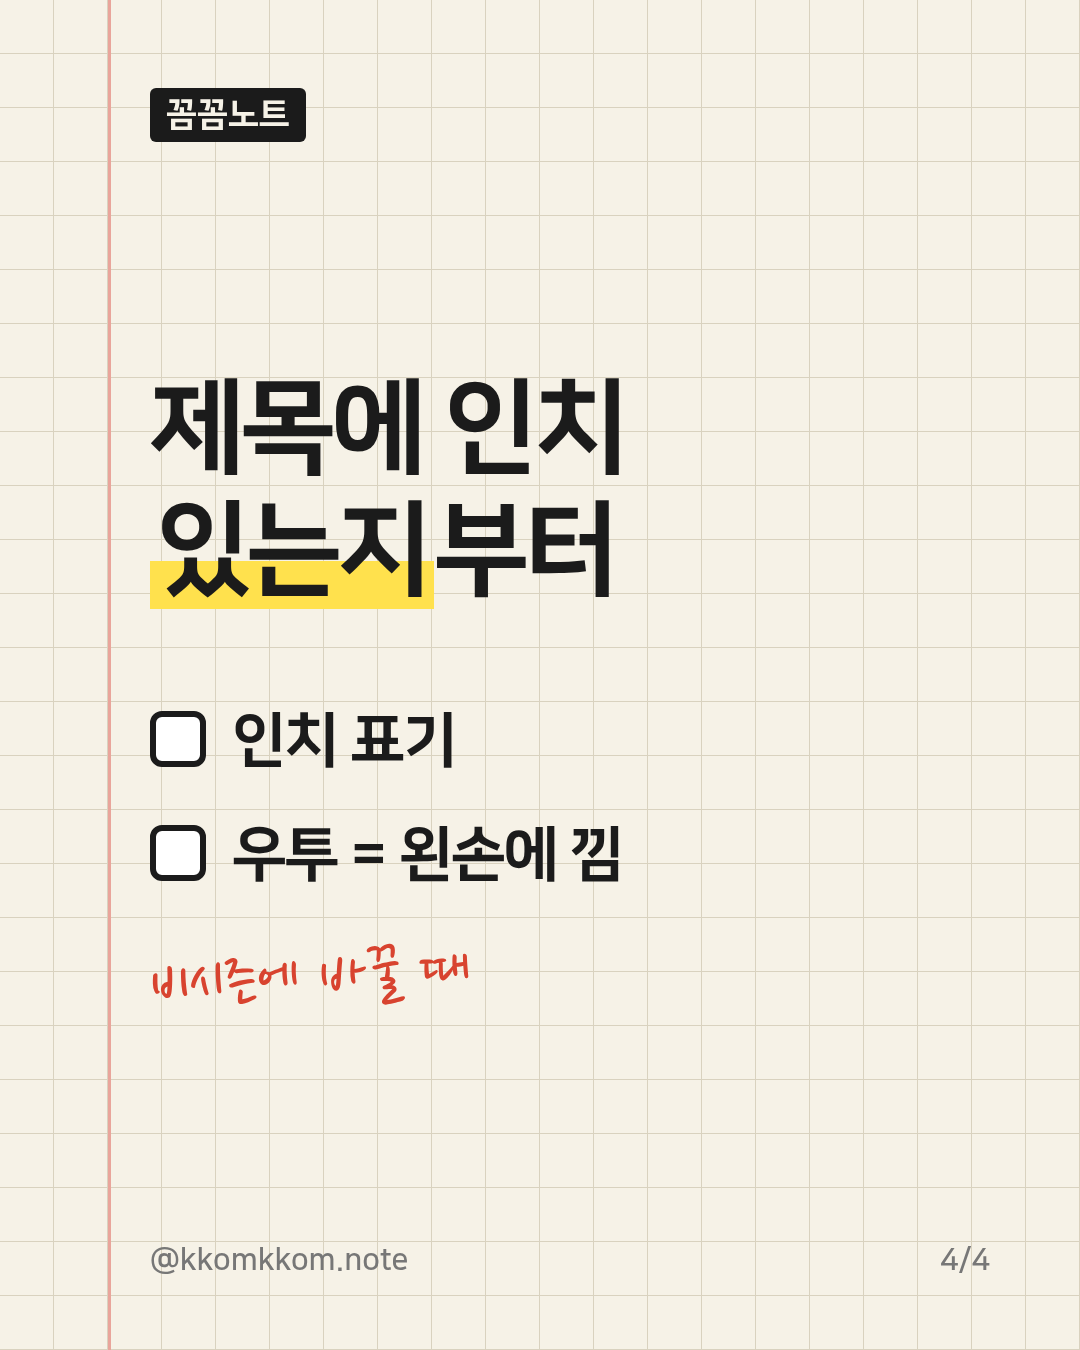 꼼꼼노트
제목에 인치
있는지부터
인치 표기
우투 = 왼손에 낌
비시즌에 바꿀 때
@kkomkkom.note
4/4